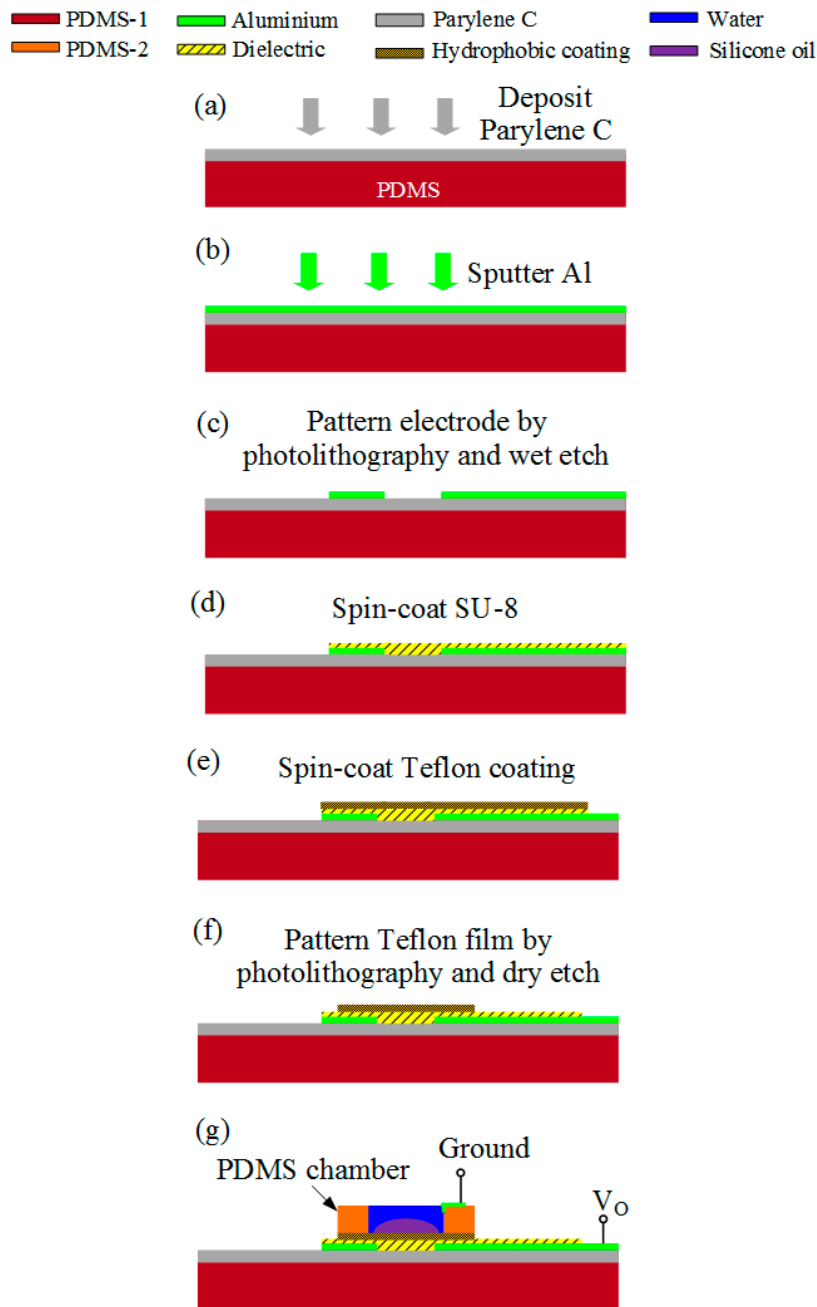 PDMS-1
Aluminium
Parylene C
Water
PDMS-2
Dielectric
Hydrophobic coating
Silicone oil
(a)
Deposit
Parylene C
PDMS
(b)
Sputter Al
(c)
Pattern electrode by
photolithography and wet etch
(d)
Spin-coat SU-8
(e)
Spin-coat Teflon coating
(f)
Pattern Teflon film by
photolithography and dry etch
(g)
Ground
PDMS chamber
VO